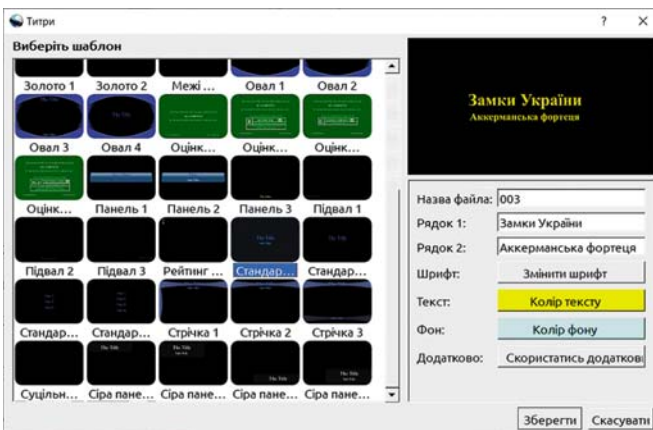 Титри
Виберіть шаблон
Золото 1 Золото 2 Межі ... Овал 1 Овал 2
Овал 3 Овал 4 Оцінк... Оцінк... Оцінк...
Оцінк... Панель 1 Панель 2 Панель 3 Підвал 1
Підвал 2 Підвал 3 Рейтинг ... Стандар... Стандар...
Стандар... Стандар... Стрічка 1 Стрічка 2 Стрічка 3
Суцільн... Сіра пане... Сіра пане... Сіра пане... Сіра пане...
Замки України
Аккерманська фортеця
Назва файла: 003
Рядок 1: Замки України
Рядок 2: Аккерманська фортеця
Шрифт: Змінити шрифт
Текст: Колір тексту
Фон: Колір фону
Додатково: Скористатись додаткові
Зберегти Скасувати